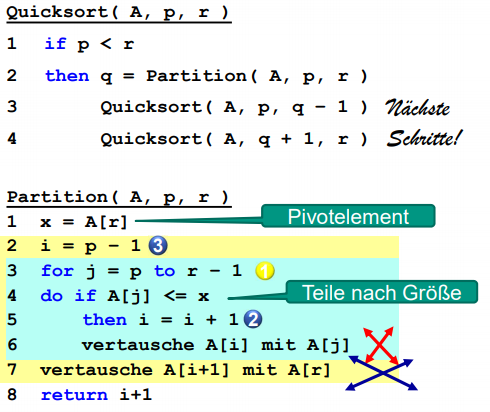 Quicksort( A, p, r )
1 if p < r
2 then q = Partition( A, p, r )
3 Quicksort( A, p, q – 1 ) Nächste
4 Quicksort( A, q + 1, r ) Schritte!
Partition( A, p, r )
1 x = A[r] Pivotelement
2 i = p - 1 3
3 for j = p to r - 1 1
4 do if A[j] <= x Teile nach Größe
5 then i = i + 1 2
6 vertausche A[i] mit A[j]
7 vertausche A[i+1] mit A[r]
8 return i+1